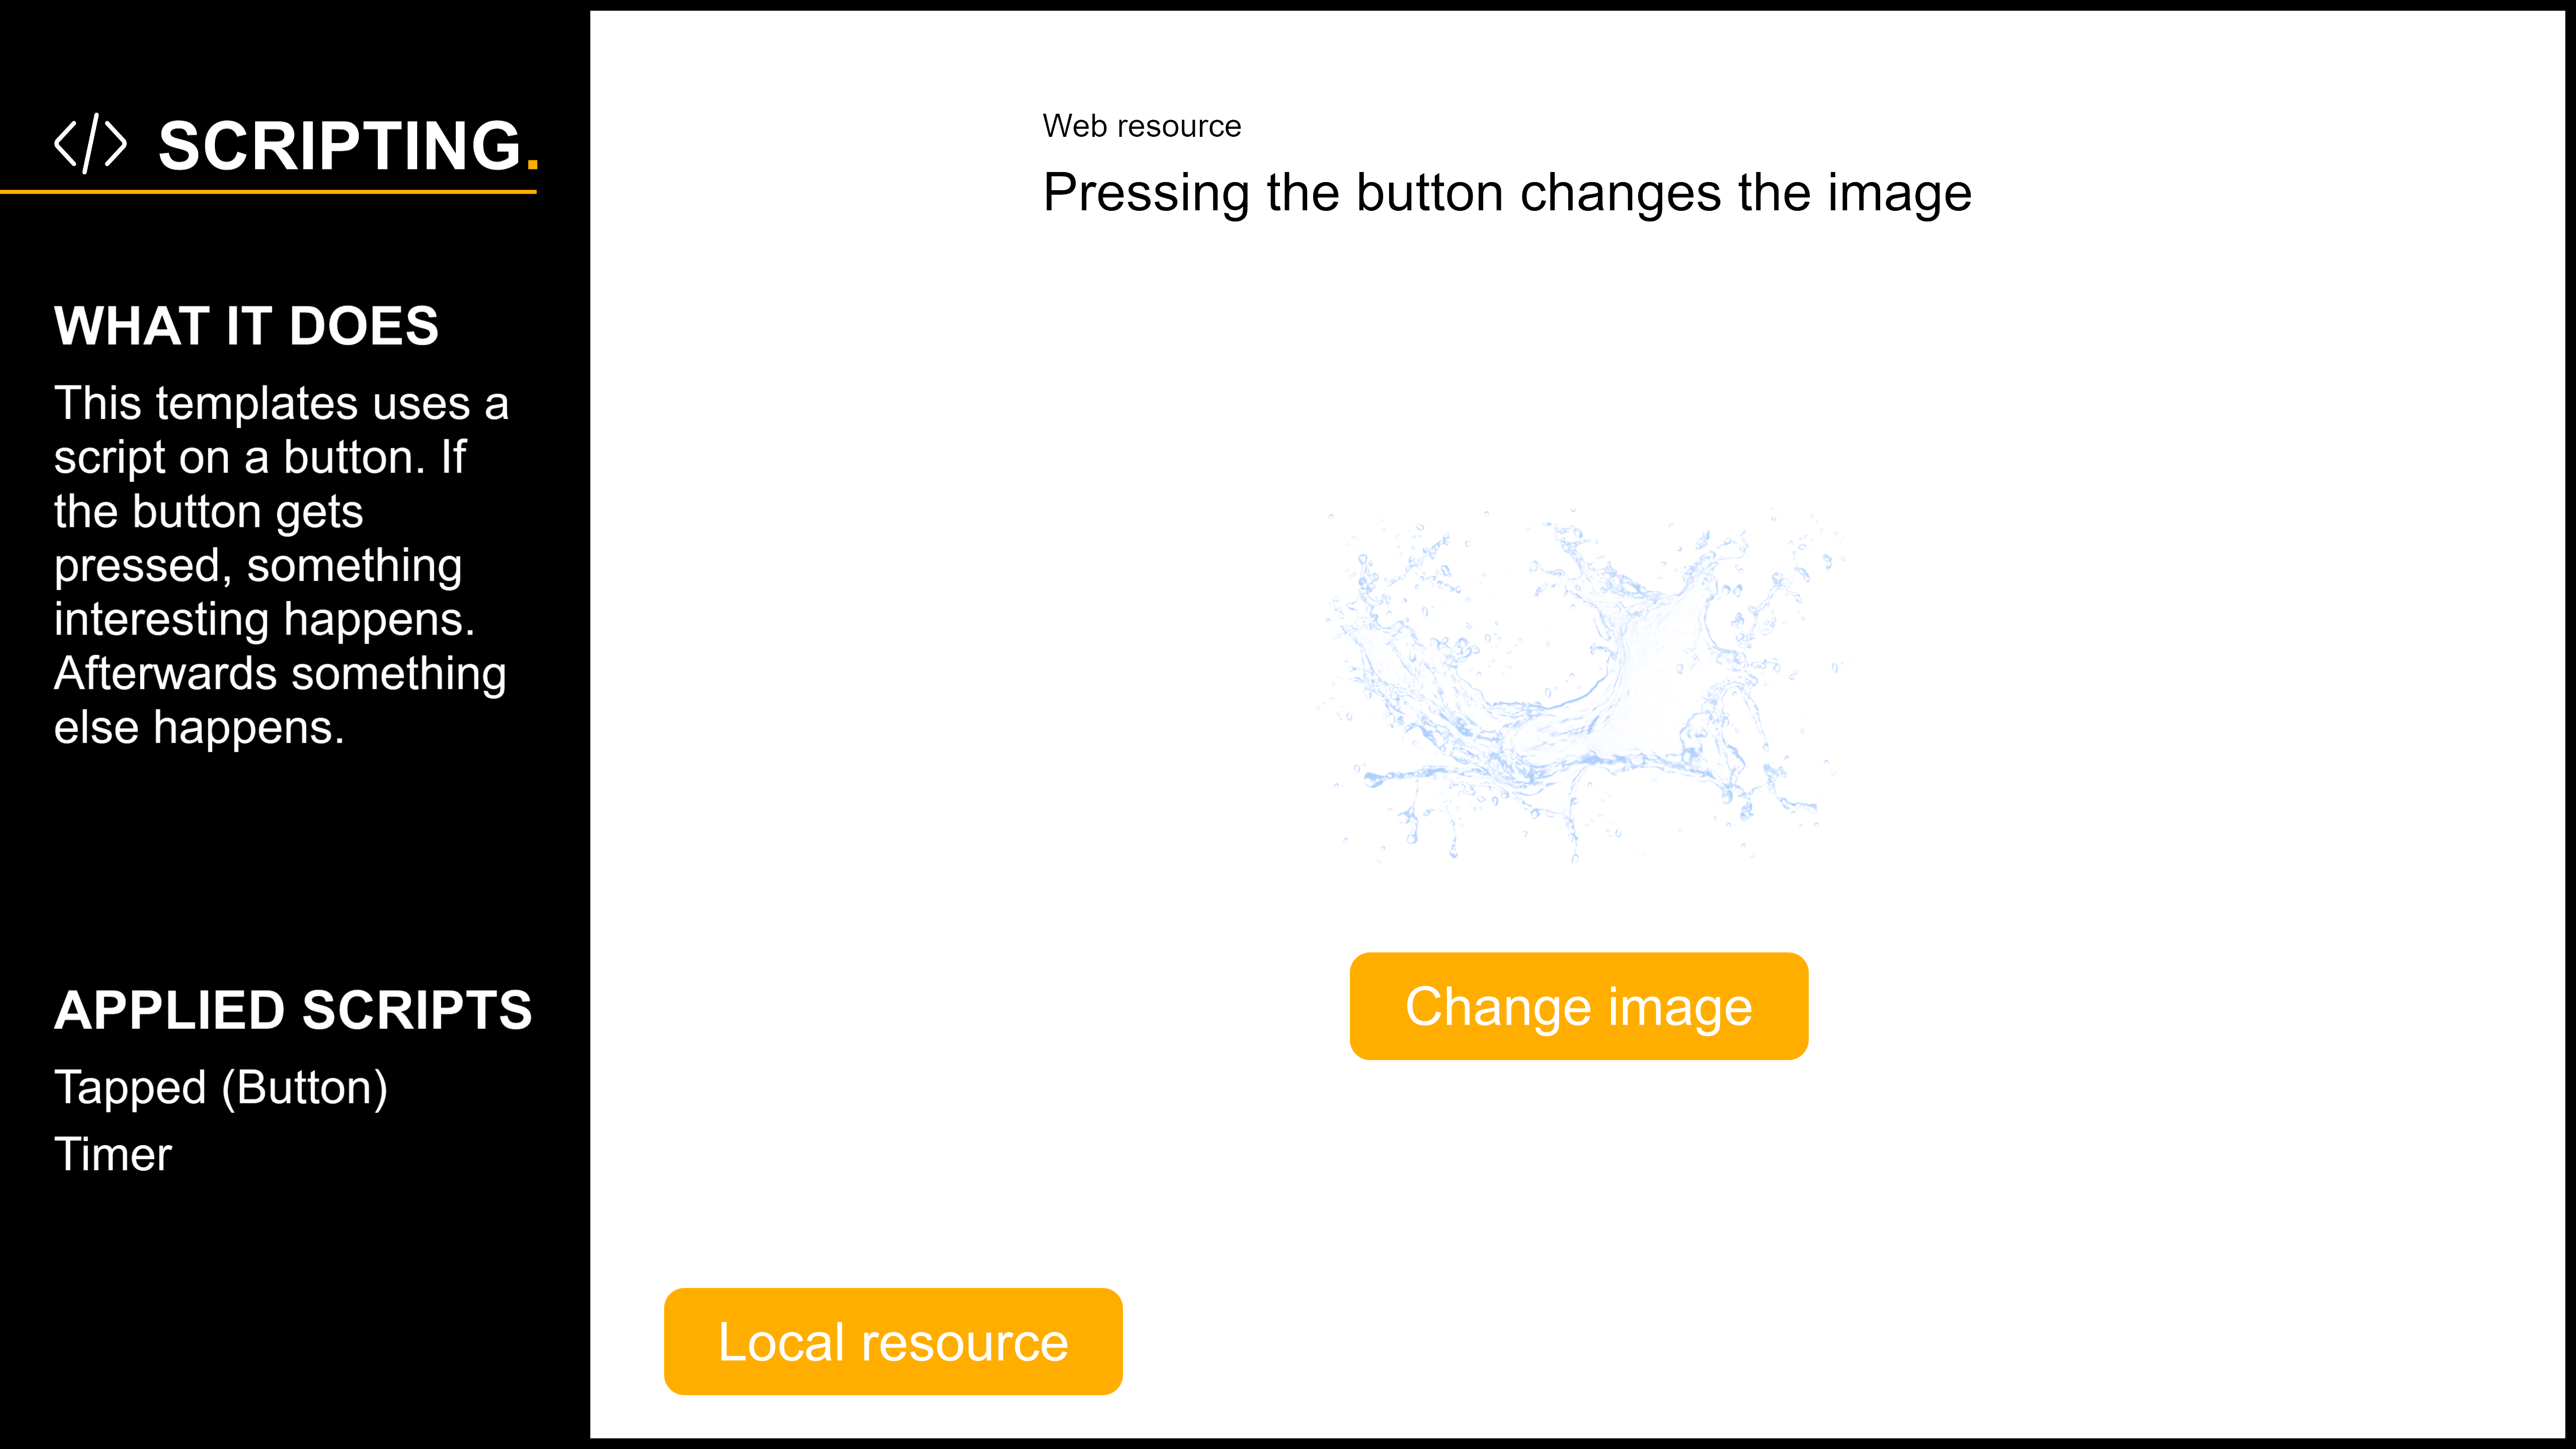 </> SCRIPTING.
WHAT IT DOES
This templates uses a
script on a button. If
the button gets
pressed, something
interesting happens.
Afterwards something
else happens.
APPLIED SCRIPTS
Tapped (Button)
Timer
Web resource
Pressing the button changes the image
Change image
Local resource